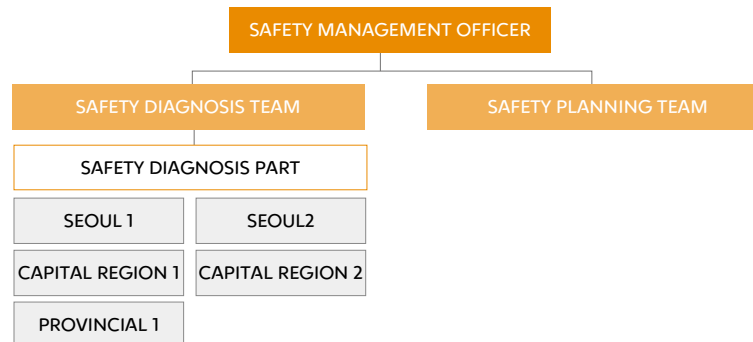 SAFETY MANAGEMENT OFFICER
SAFETY DIAGNOSIS TEAM
SAFETY PLANNING TEAM
SAFETY DIAGNOSIS PART
SEOUL 1
SEOUL2
CAPITAL REGION 1
CAPITAL REGION 2
PROVINCIAL 1